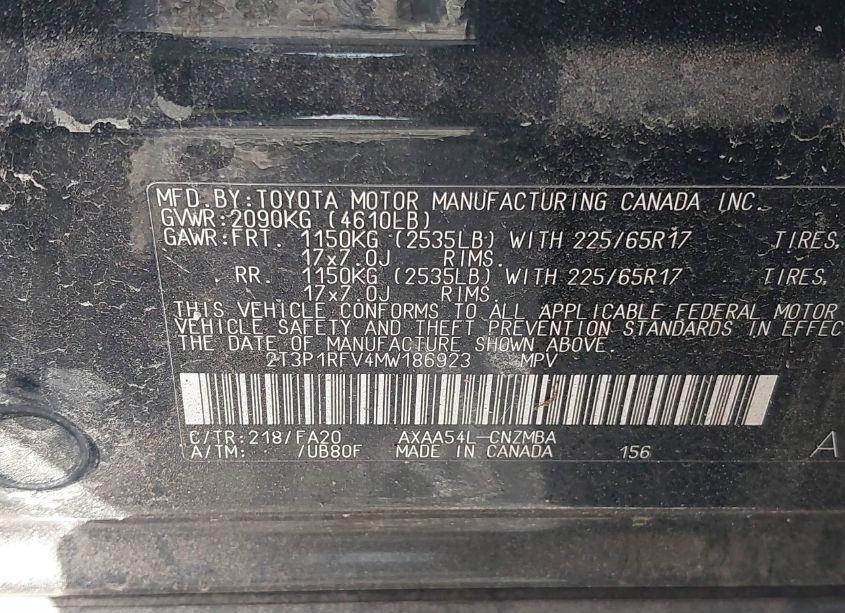 MFD.BY:TOYOTA MOTOR MANUFACTURING CANADA INC.
GVWR:2090KG (4610LB)
GAWR:FRT. 1150KG (2535LB) WITH 225/65R17 TIRES,
17x7.0J RIMS.
RR. 1150KG (2535LB) WITH 225/65R17 TIRES,
17x7.0J RIMS.
THIS VEHICLE CONFORMS TO ALL APPLICABLE FEDERAL MOTOR
VEHICLE SAFETY AND THEFT PREVENTION STANDARDS IN EFFEC
THE DATE OF MANUFACTURE SHOWN ABOVE.
2T3P1RFV4MW186923 MPV
C/TR:218/FA20 AXAA54L-CNZMBA
A/TM: /UB80F MADE IN CANADA 156 A